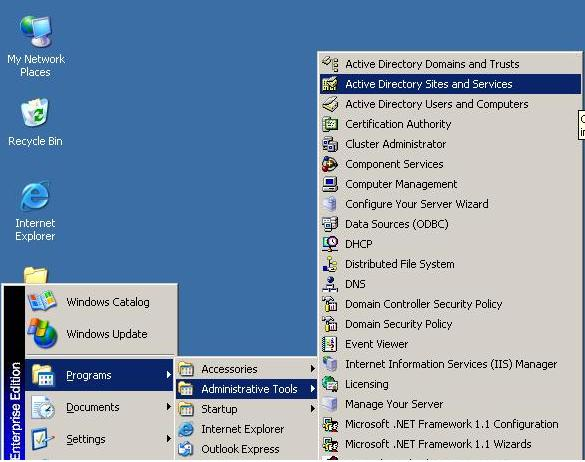 My Network
Places
Recycle Bin
Internet
Explorer
Enterprise Edition
Windows Catalog
Windows Update
Programs
Documents
Settings
Accessories
Administrative Tools
Startup
Internet Explorer
Outlook Express
Active Directory Domains and Trusts
Active Directory Sites and Services
Active Directory Users and Computers
Certification Authority
Cluster Administrator
Component Services
Computer Management
Configure Your Server Wizard
Data Sources (ODBC)
DHCP
Distributed File System
DNS
Domain Controller Security Policy
Domain Security Policy
Event Viewer
Internet Information Services (IIS) Manager
Licensing
Manage Your Server
Microsoft .NET Framework 1.1 Configuration
Microsoft .NET Framework 1.1 Wizards